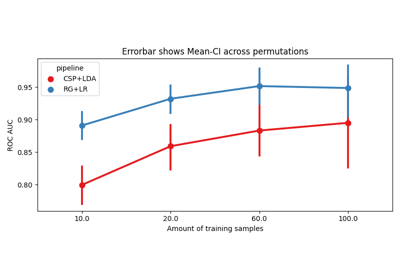 Errorbar shows Mean-CI across permutations
pipeline
CSP+LDA
RG+LR
ROC AUC
0.95
0.90
0.85
0.80
10.0 20.0 60.0 100.0
Amount of training samples